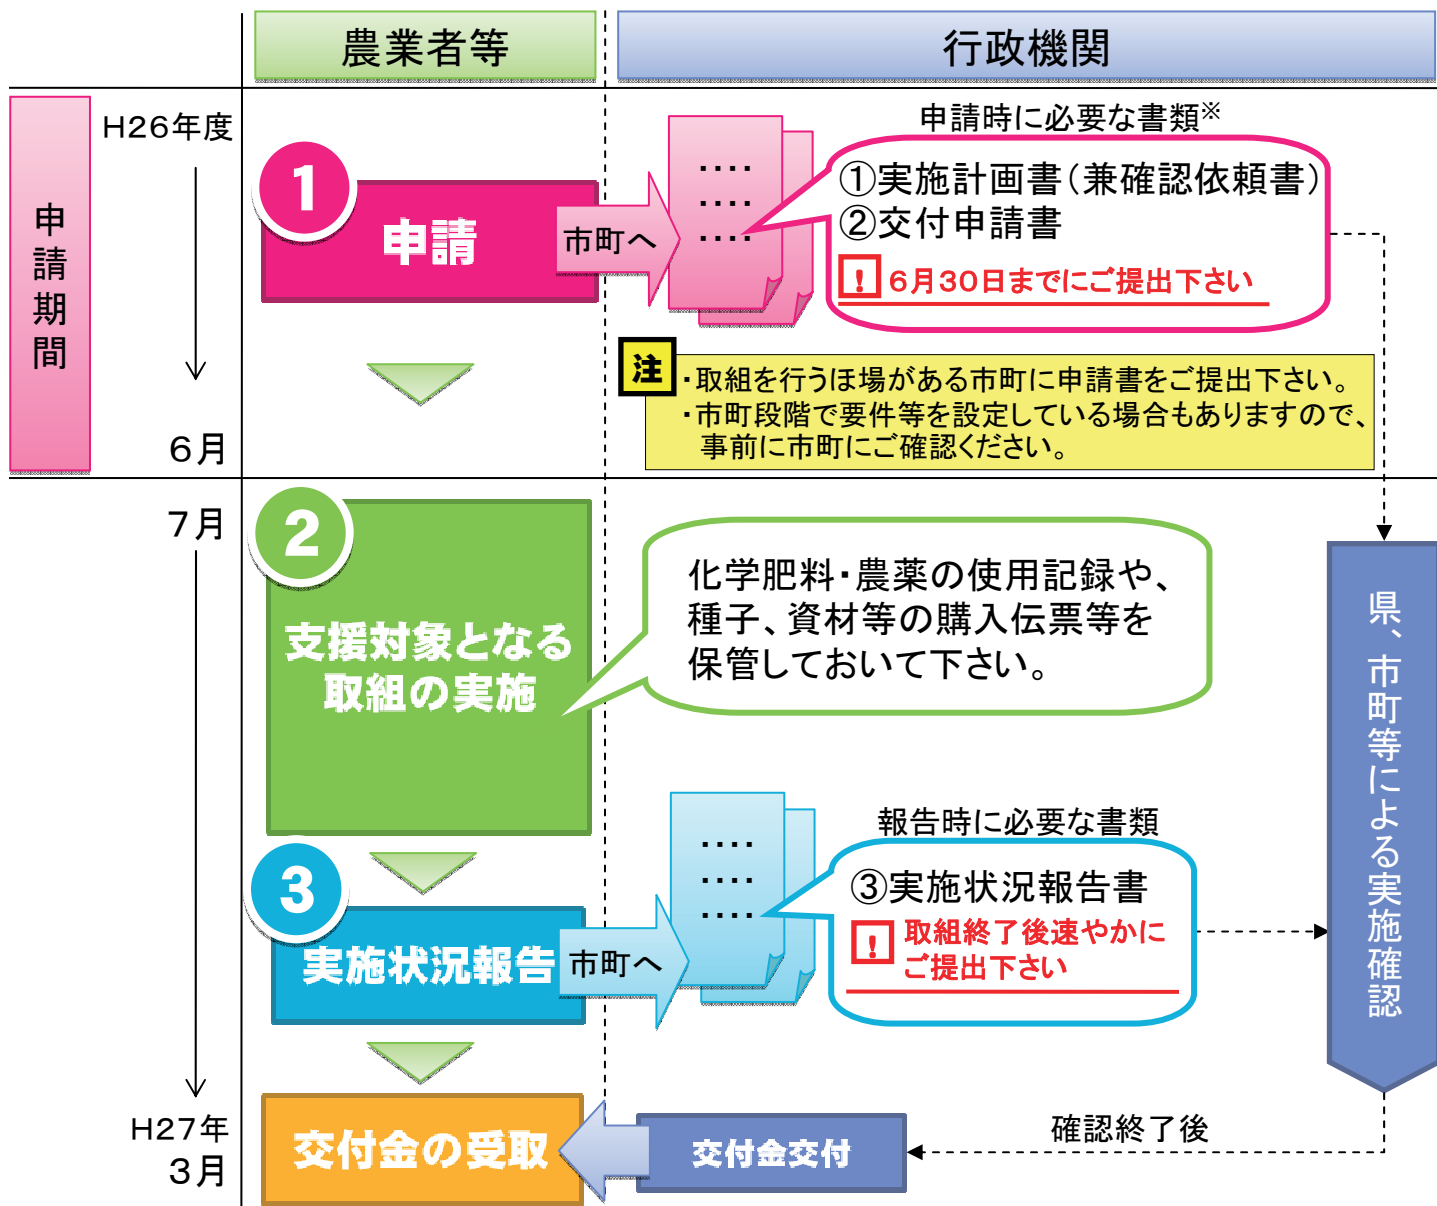 農業者等
行政機関
申請期間
H26年度
6月
1
申請
市町へ
‥‥
‥‥
‥‥
申請時に必要な書類※
①実施計画書(兼確認依頼書)
②交付申請書
! 6月30日までにご提出下さい
注
・取組を行うほ場がある市町に申請書をご提出下さい。
・市町段階で要件等を設定している場合もありますので、
事前に市町にご確認ください。
7月
2
支援対象となる
取組の実施
化学肥料・農薬の使用記録や、
種子、資材等の購入伝票等を
保管しておいて下さい。
県、市町等による実施確認
3
実施状況報告
市町へ
‥‥
‥‥
‥‥
報告時に必要な書類
③実施状況報告書
! 取組終了後速やかに
ご提出下さい
H27年
3月
交付金の受取
交付金交付
確認終了後